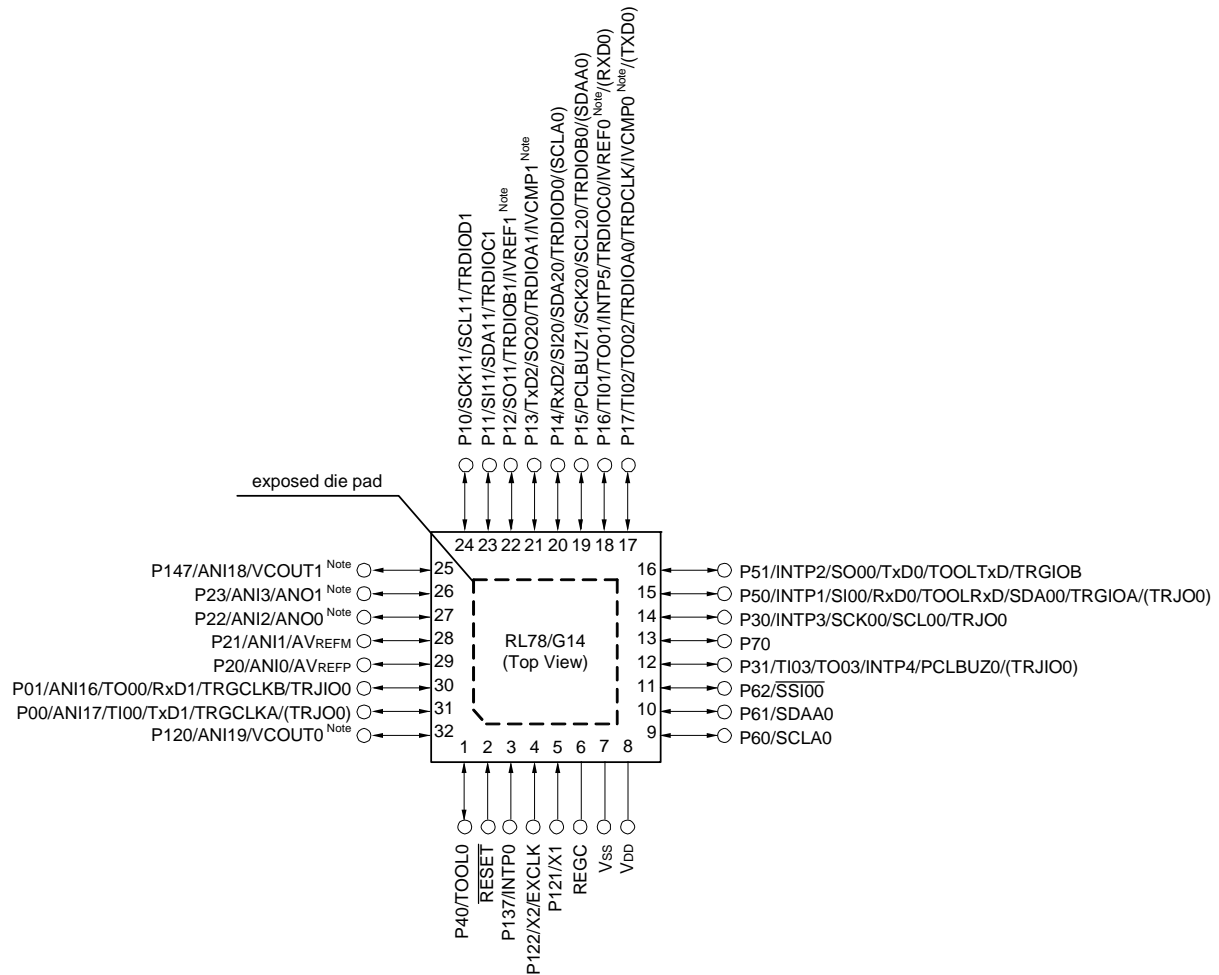 P10/SCK11/SCL11/TRDIOD1
P11/SI11/SDA11/TRDIOC1
P12/SO11/TRDIOB1/IVREF1 Note
P13/TxD2/SO20/TRDIOA1/IVCMP1 Note
P14/RxD2/SI20/SDA20/TRDIOD0/(SCLA0)
P15/PCLBUZ1/SCK20/SCL20/TRDIOB0/(SDAA0)
P16/TI01/TO01/INTP5/TRDIOC0/IVREF0 Note/(RXD0)
P17/TI02/TO02/TRDIOA0/TRDCLK/IVCMP0 Note/(TXD0)
exposed die pad
24 23 22 21 20 19 18 17
P147/ANI18/VCOUT1 Note 25
P23/ANI3/ANO1 Note 26
P22/ANI2/ANO0 Note 27
P21/ANI1/AVREFM 28
P20/ANI0/AVREFP 29
P01/ANI16/TO00/RxD1/TRGCLKB/TRJIO0 30
P00/ANI17/TI00/TxD1/TRGCLKA/(TRJO0) 31
P120/ANI19/VCOUT0 Note 32
RL78/G14
(Top View)
16 P51/INTP2/SO00/TxD0/TOOLTxD/TRGIOB
15 P50/INTP1/SI00/RxD0/TOOLRxD/SDA00/TRGIOA/(TRJO0)
14 P30/INTP3/SCK00/SCL00/TRJO0
13 P70
12 P31/TI03/TO03/INTP4/PCLBUZ0/(TRJIO0)
11 P62/SSI00
10 P61/SDAA0
9 P60/SCLA0
1 2 3 4 5 6 7 8
P40/TOOL0
RESET
P137/INTP0
P122/X2/EXCLK
P121/X1
REGC
VSS
VDD